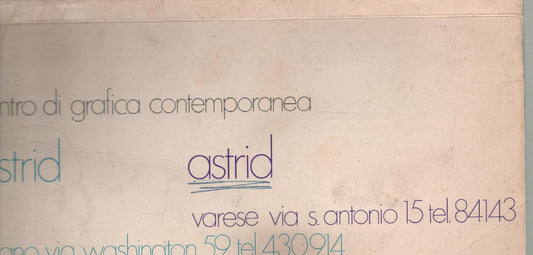 ntro di grafica contemporanea
strid astrid
varese via s. antonio 15 tel. 84143
ano via washington 59 tel 430914